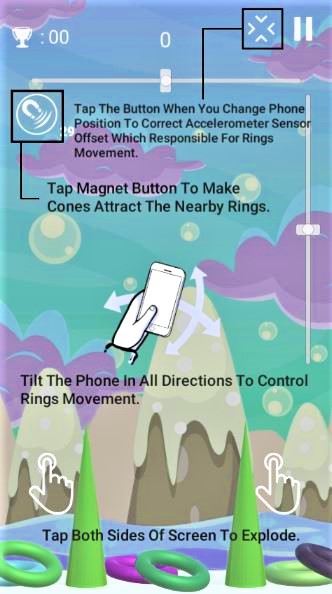 : 00
0
Tap The Button When You Change Phone
Position To Correct Accelerometer Sensor
Offset Which Responsible For Rings
Movement.
Tap Magnet Button To Make
Cones Attract The Nearby Rings.
Tilt The Phone In All Directions To Control
Rings Movement.
Tap Both Sides Of Screen To Explode.